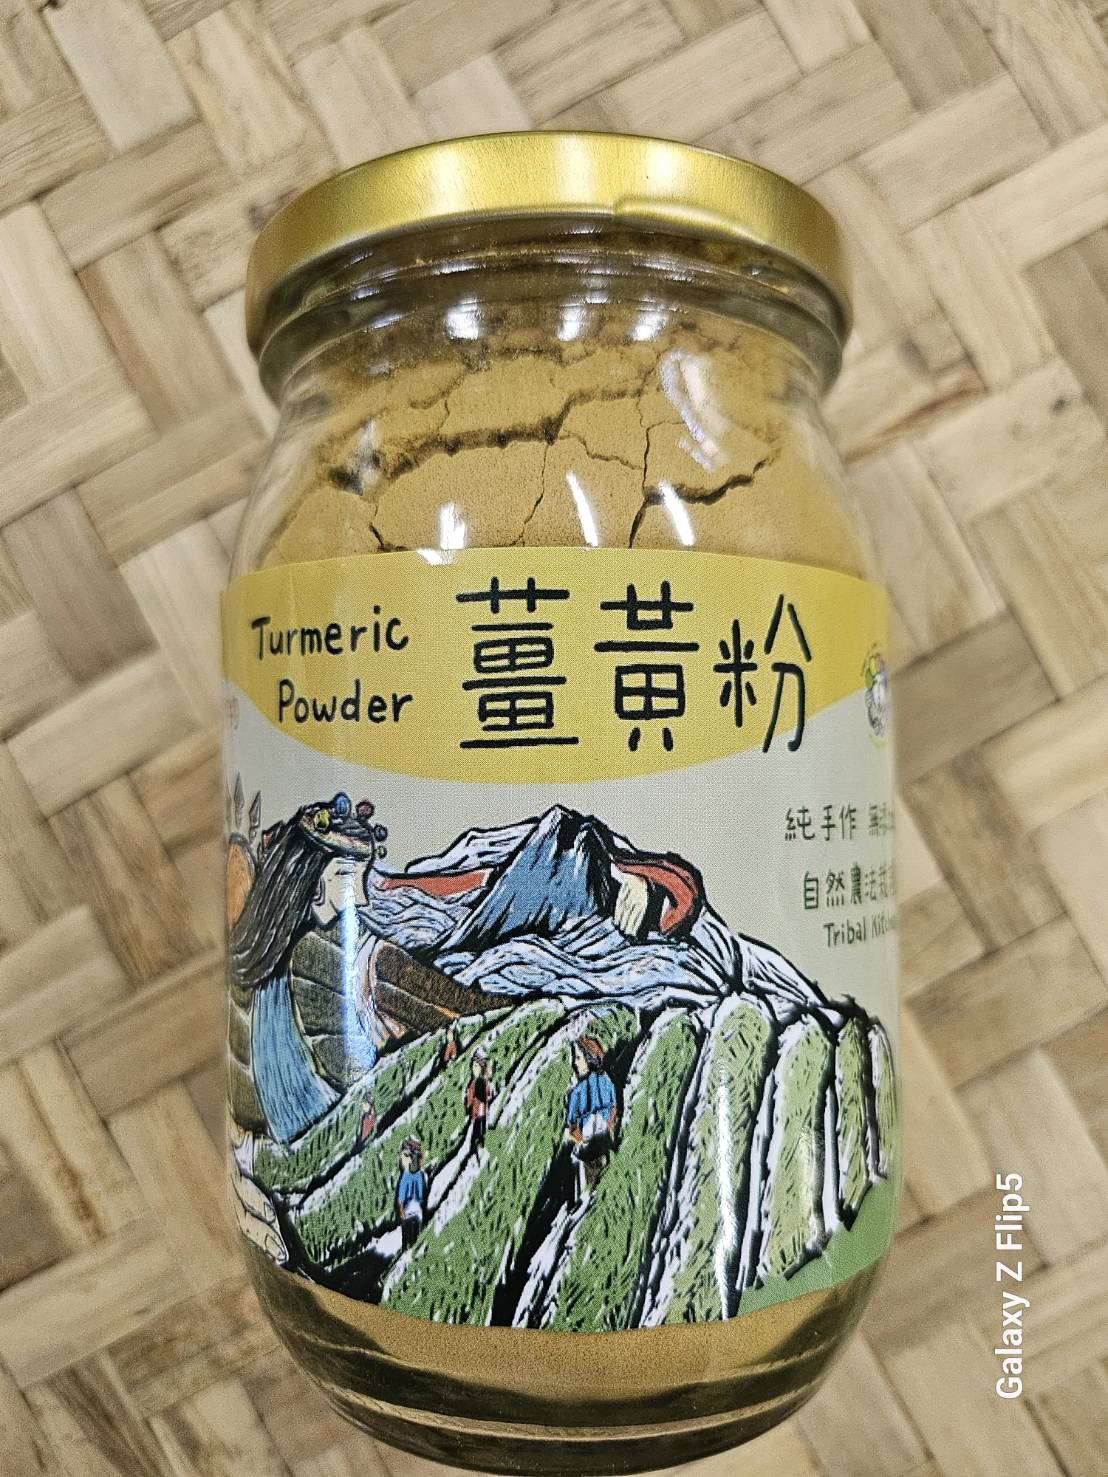 Turmeric
Powder
薑黃粉
純手作
自然農法
Tribal
Galaxy Z Flip5